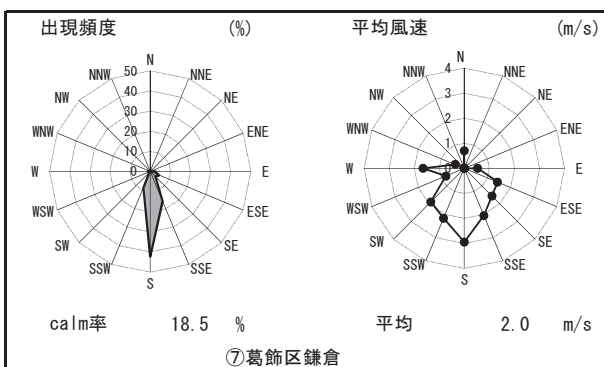 出現頻度 (%)
N
NNW NNE
NW NE
WNW ENE
W E
WSW ESE
SW SE
SSW SSE
S
50
40
30
20
10
0
calm率 18.5 %
平均風速 (m/s)
N
NNW NNE
NW NE
WNW ENE
W E
WSW ESE
SW SE
SSW SSE
S
4
3
2
1
0
平均 2.0 m/s
⑦葛飾区鎌倉